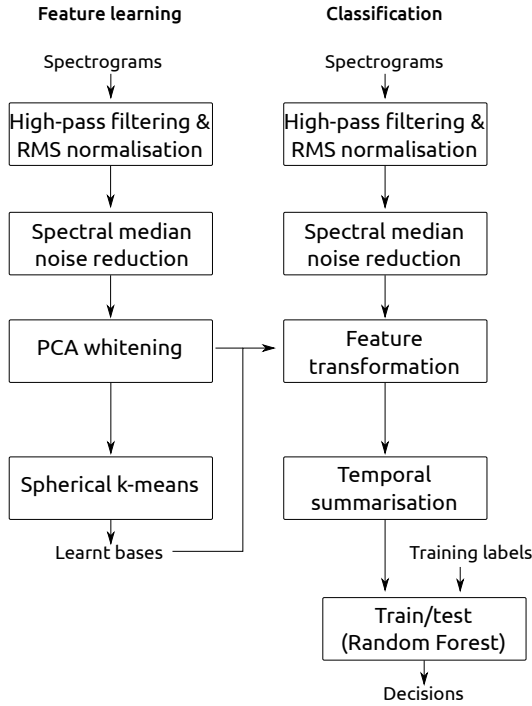 Feature learning
Spectrograms
High-pass filtering &
RMS normalisation
Spectral median
noise reduction
PCA whitening
Spherical k-means
Learnt bases
Classification
Spectrograms
High-pass filtering &
RMS normalisation
Spectral median
noise reduction
Feature
transformation
Temporal
summarisation
Training labels
Train/test
(Random Forest)
Decisions